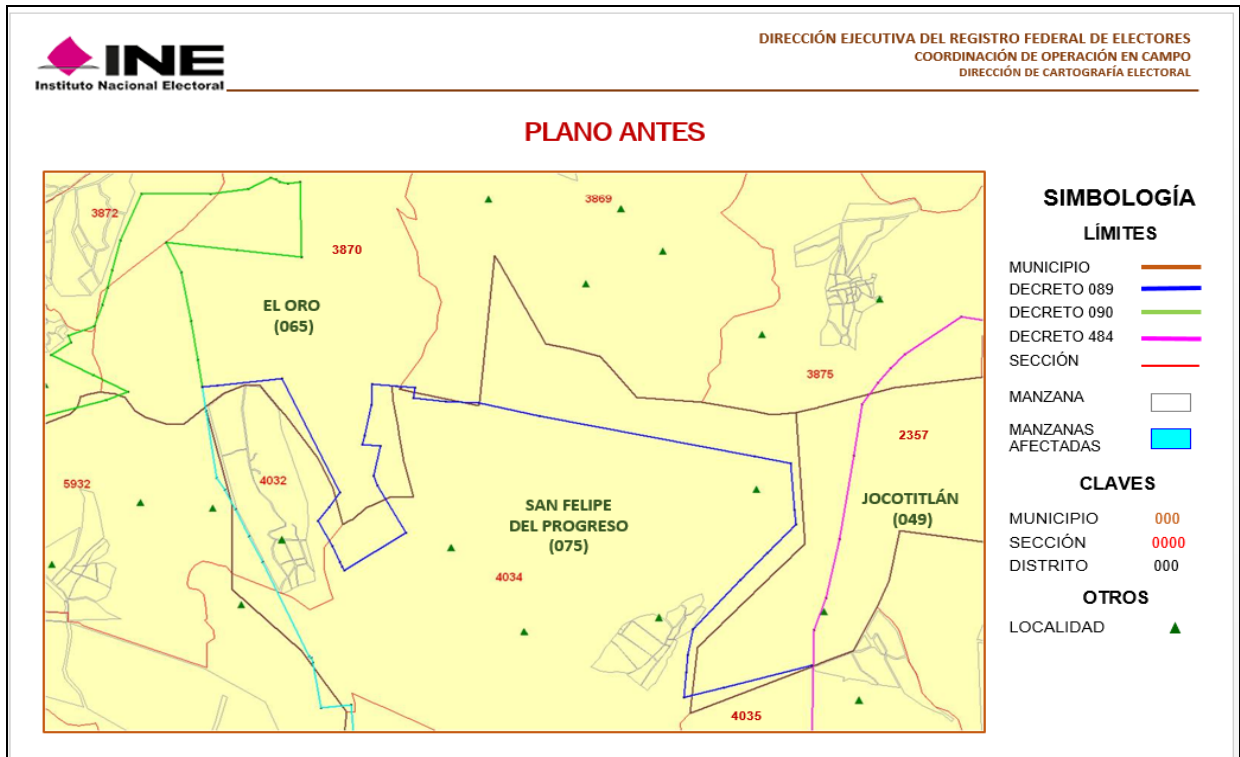 INE
Instituto Nacional Electoral
DIRECCIÓN EJECUTIVA DEL REGISTRO FEDERAL DE ELECTORES
COORDINACIÓN DE OPERACIÓN EN CAMPO
DIRECCIÓN DE CARTOGRAFÍA ELECTORAL
PLANO ANTES
3872
3870
3869
EL ORO
(065)
3875
2357
5932
4032
SAN FELIPE
DEL PROGRESO
(075)
JOCOTITLÁN
(049)
4034
4035
SIMBOLOGÍA
LÍMITES
MUNICIPIO
DECRETO 089
DECRETO 090
DECRETO 484
SECCIÓN
MANZANA
MANZANAS
AFECTADAS
CLAVES
MUNICIPIO 000
SECCIÓN 0000
DISTRITO 000
OTROS
LOCALIDAD